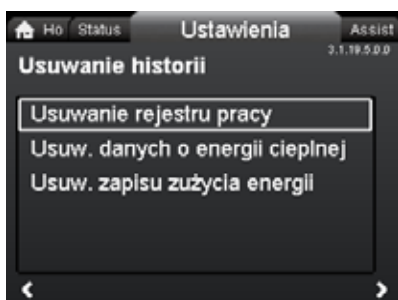 Ho Status Ustawienia Assist
3.1.19.5.0.0
Usuwanie historii
Usuwanie rejestru pracy
Usuw. danych o energii cieplnej
Usuw. zapisu zużycia energii